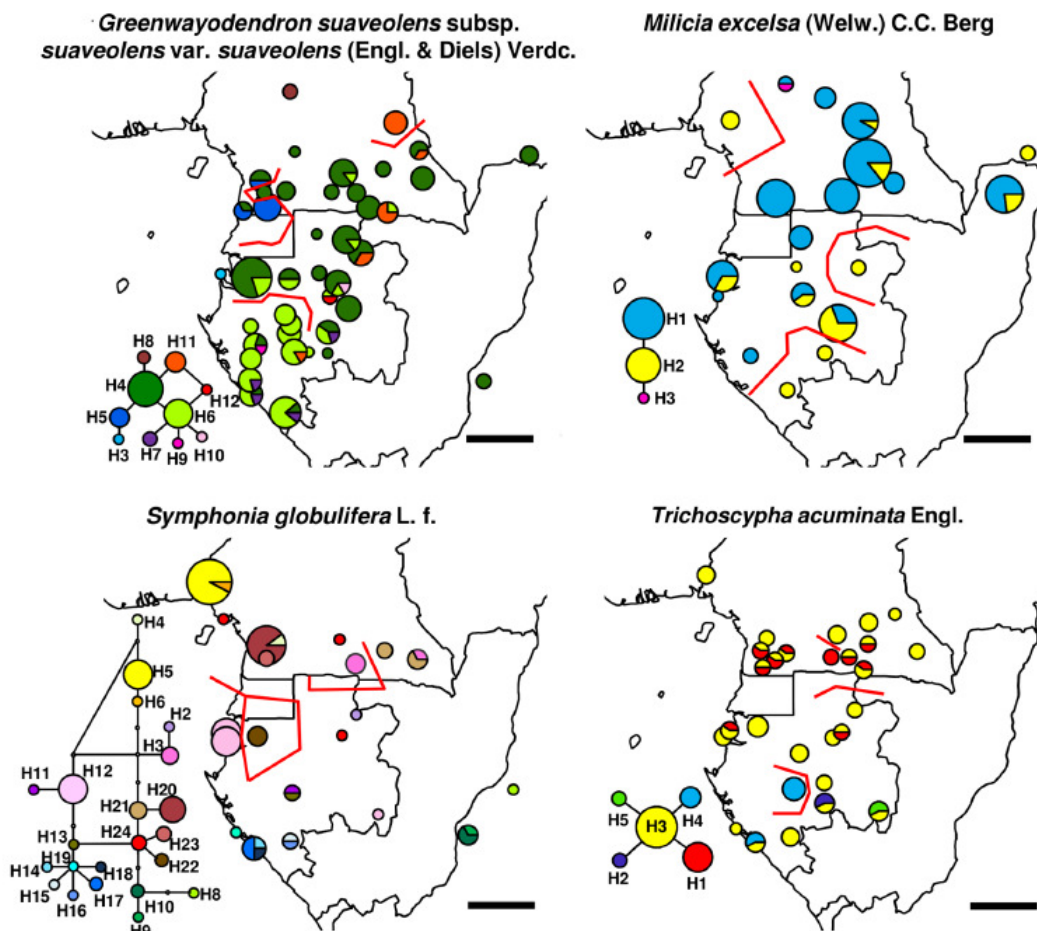 Greenwayodendron suaveolens subsp.
suaveolens var. suaveolens (Engl. & Diels) Verdc.
H8
H11
H4
H12
H5
H6
H3
H7
H9
H10
Milicia excelsa (Welw.) C.C. Berg
H1
H2
H3
Symphonia globulifera L. f.
H4
H5
H6
H2
H3
H12
H11
H20
H21
H24
H23
H13
H22
H19
H14
H18
H15
H16
H17
H10
H8
H9
Trichoscypha acuminata Engl.
H5
H3
H4
H2
H1